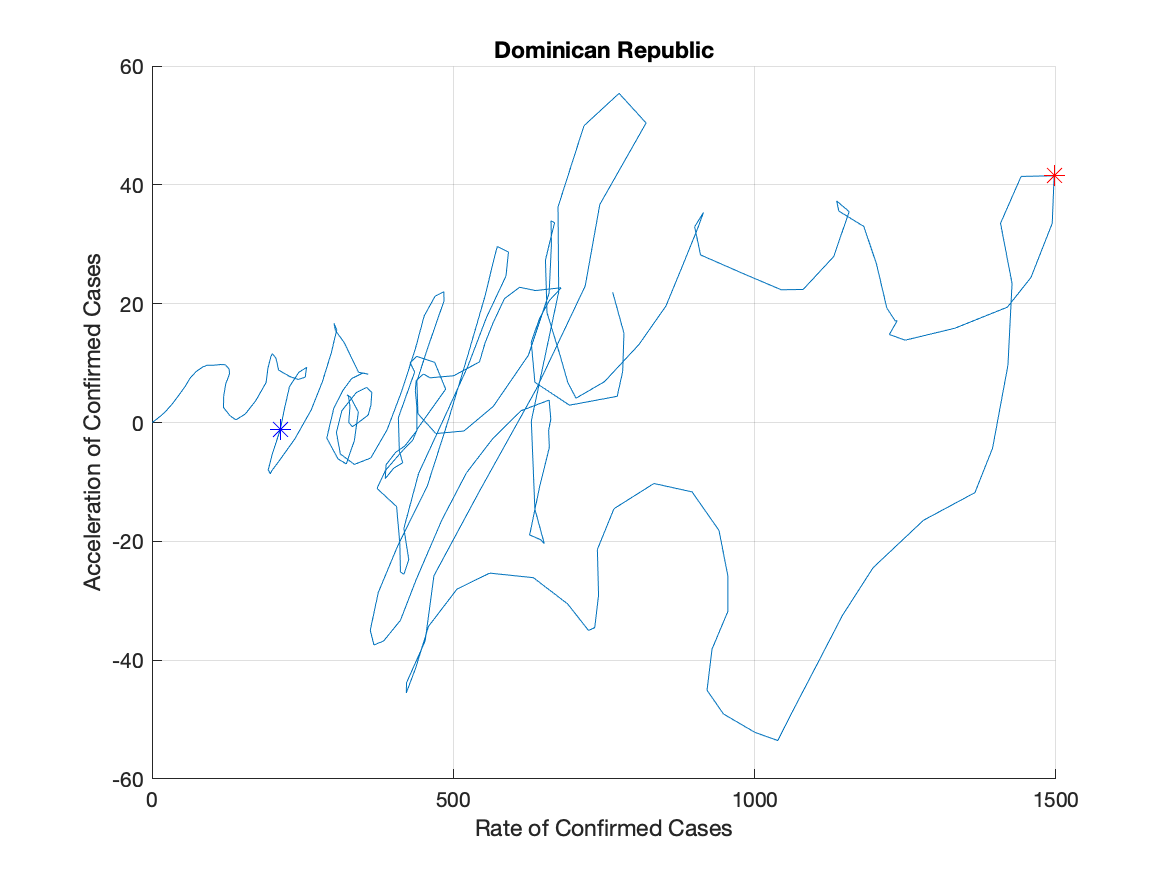 Dominican Republic
60
40
20
0
-20
-40
-60
Acceleration of Confirmed Cases
0 500 1000 1500
Rate of Confirmed Cases